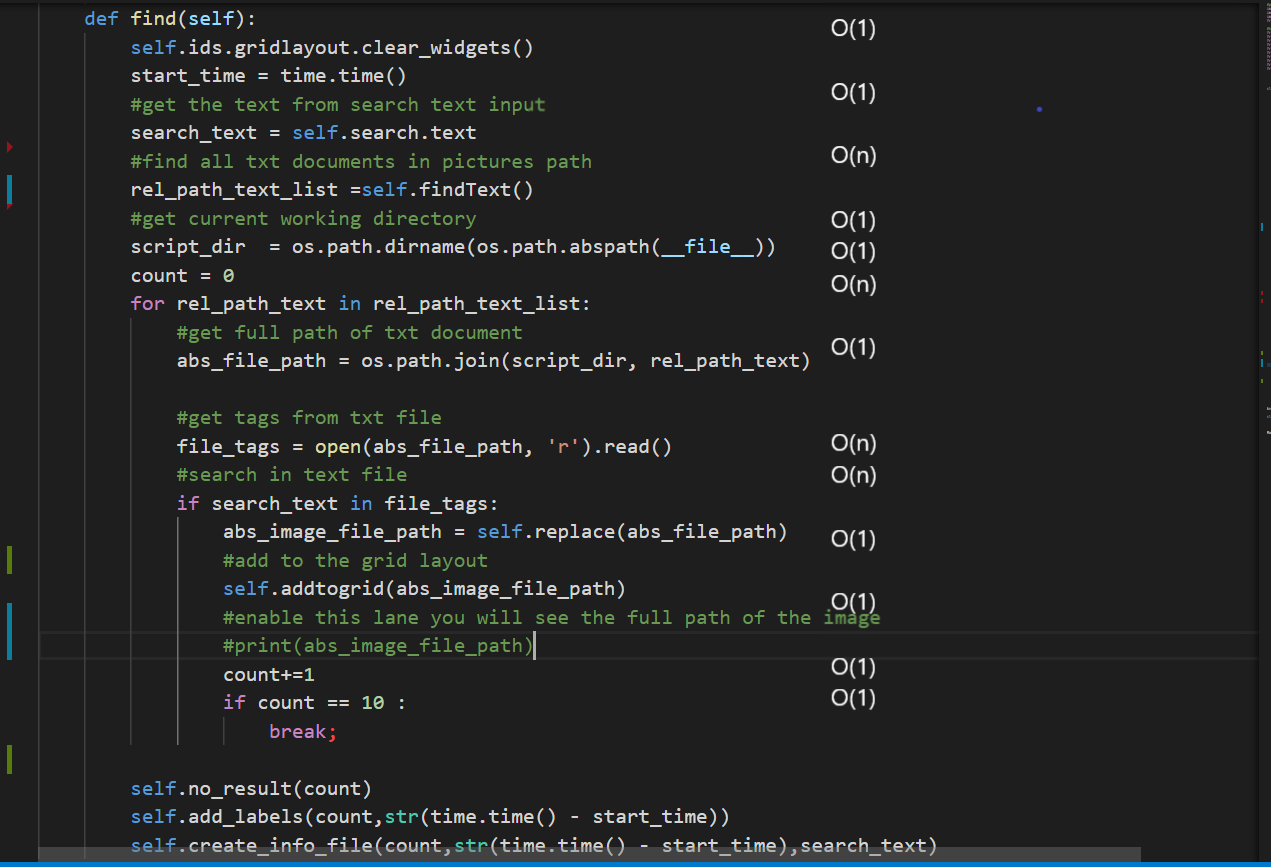 def find(self): O(1)
self.ids.gridlayout.clear_widgets()
start_time = time.time()
#get the text from search text input O(1)
search_text = self.search.text
#find all txt documents in pictures path O(n)
rel_path_text_list =self.findText()
#get current working directory O(1)
script_dir  = os.path.dirname(os.path.abspath(__file__)) O(1)
count = 0 O(n)
for rel_path_text in rel_path_text_list:
#get full path of txt document
abs_file_path = os.path.join(script_dir, rel_path_text) O(1)
#get tags from txt file
file_tags = open(abs_file_path, 'r').read() O(n)
#search in text file O(n)
if search_text in file_tags:
abs_image_file_path = self.replace(abs_file_path) O(1)
#add to the grid layout
self.addtogrid(abs_image_file_path) O(1)
#enable this lane you will see the full path of the image
#print(abs_image_file_path)
count+=1 O(1)
if count == 10 : O(1)
break;
self.no_result(count)
self.add_labels(count,str(time.time() - start_time))
self.create_info_file(count,str(time.time() - start_time),search_text)